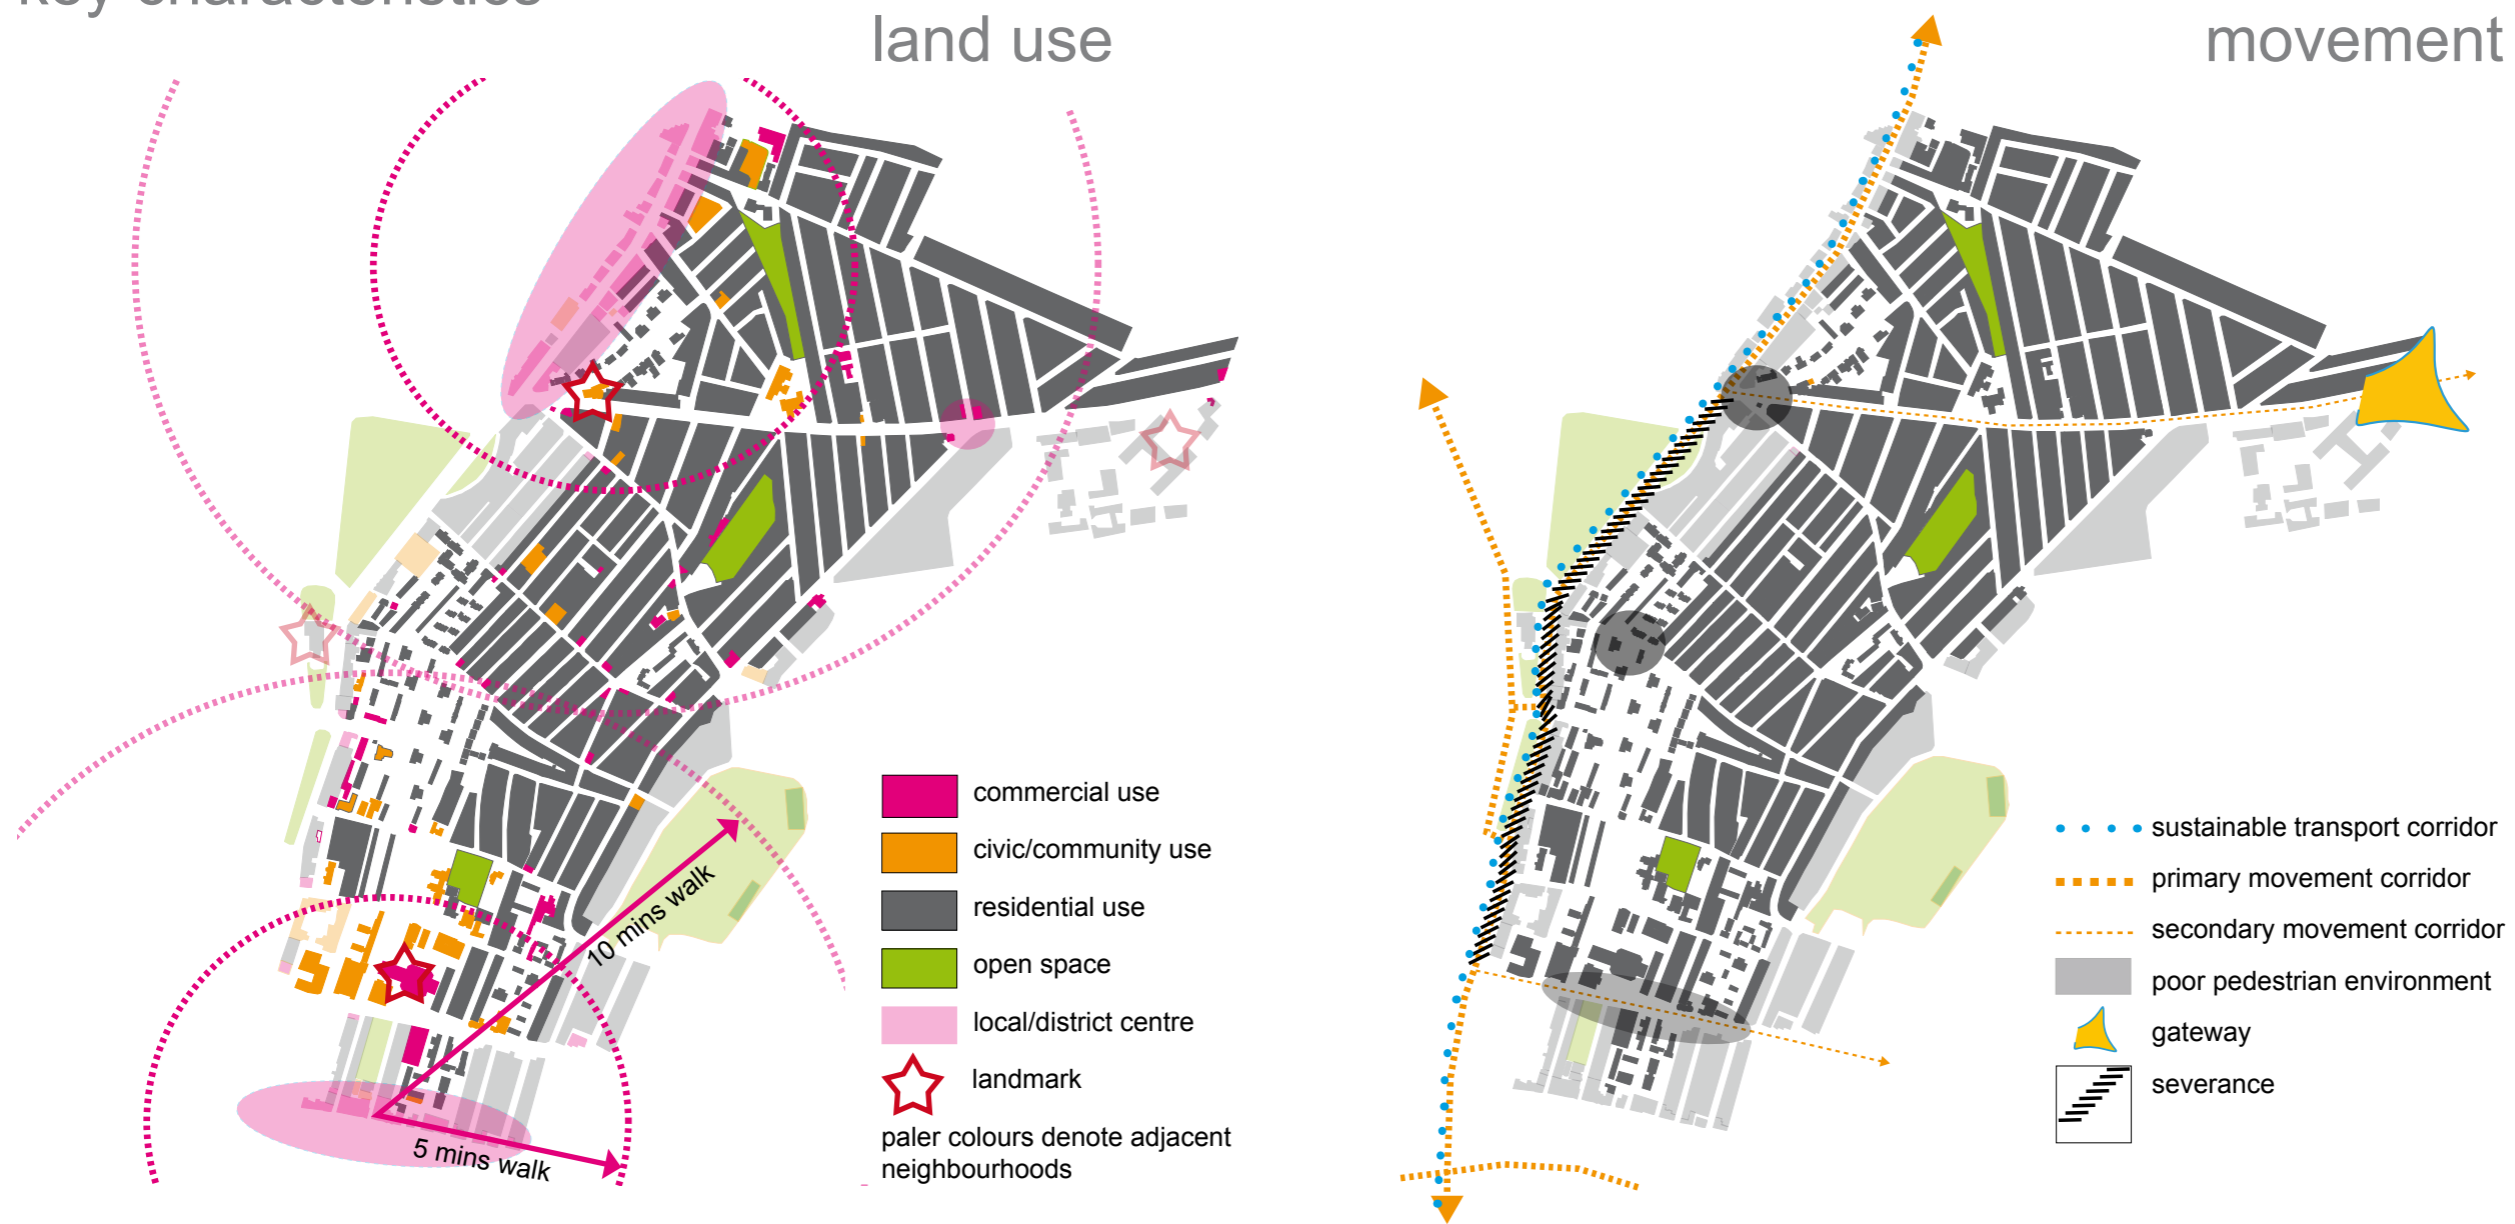 key characteristics
land use
movement
10 mins walk
5 mins walk
commercial use
civic/community use
residential use
open space
local/district centre
landmark
paler colours denote adjacent
neighbourhoods
sustainable transport corridor
primary movement corridor
secondary movement corridor
poor pedestrian environment
gateway
severance